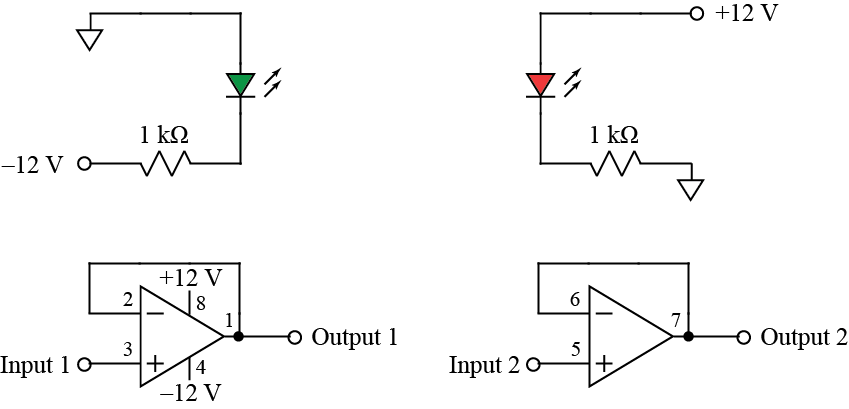 +12 V
1 kΩ
1 kΩ
–12 V
+12 V
2
8
1
Output 1
3
Input 1
4
–12 V
6
7
Output 2
5
Input 2